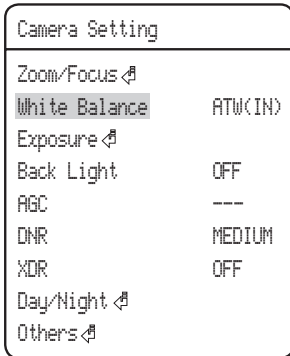 Camera Setting
Zoom/Focus
White Balance ATW(IN)
Exposure
Back Light OFF
AGC ---
DNR MEDIUM
XDR OFF
Day/Night
Others